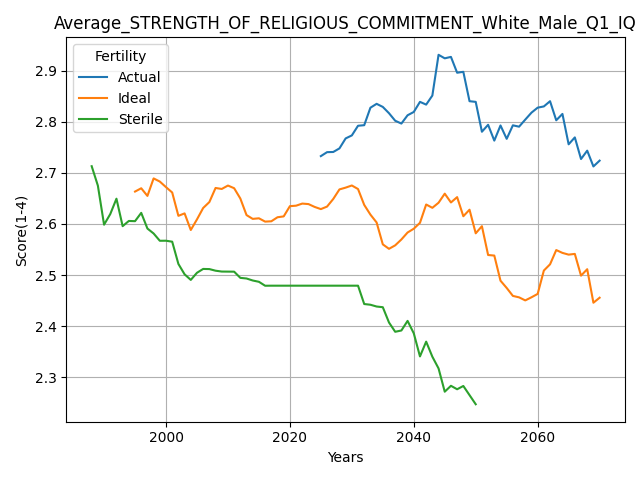 Average_STRENGTH_OF_RELIGIOUS_COMMITMENT_White_Male_Q1_IQ
Fertility
Actual
Ideal
Sterile
Score(1-4)
2.9
2.8
2.7
2.6
2.5
2.4
2.3
2000 2020 2040 2060
Years